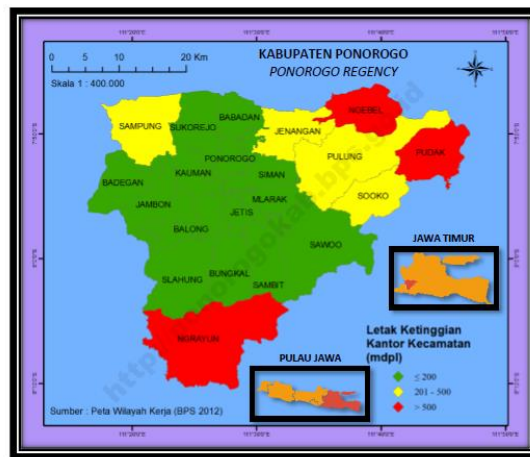 KABUPATEN PONOROGO
PONOROGO REGENCY
0 10 20 Km
Skala 1 : 400.000
NGEBEL
BABADAN
SAMPUNG
SUKOREJO
JENANGAN
PULUNG
PUDAK
PONOROGO
KAUMAN
SIMAN
BADEGAN
MLARAK
SOOKO
JAMBON
JETIS
BALONG
SAWOO
JAWA TIMUR
SLAHUNG
BUNGKAL
SAMBIT
NGRAYUN
Letak Ketinggian
Kantor Kecamatan
(mdpl)
≤ 200
201 - 500
> 500
PULAU JAWA
Sumber : Peta Wilayah Kerja (BPS 2012)